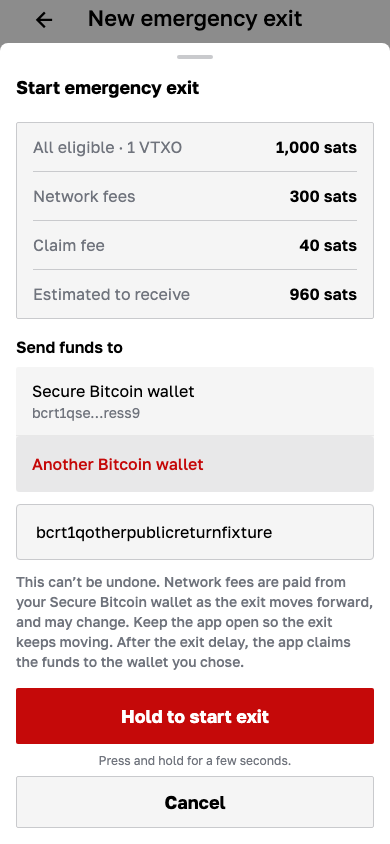 New emergency exit
Start emergency exit
All eligible · 1 VTXO 1,000 sats
Network fees 300 sats
Claim fee 40 sats
Estimated to receive 960 sats
Send funds to
Secure Bitcoin wallet
bcrt1qse...ress9
Another Bitcoin wallet
bcrt1qotherpublicreturnfixture
This can’t be undone. Network fees are paid from
your Secure Bitcoin wallet as the exit moves forward,
and may change. Keep the app open so the exit
keeps moving. After the exit delay, the app claims
the funds to the wallet you chose.
Hold to start exit
Press and hold for a few seconds.
Cancel